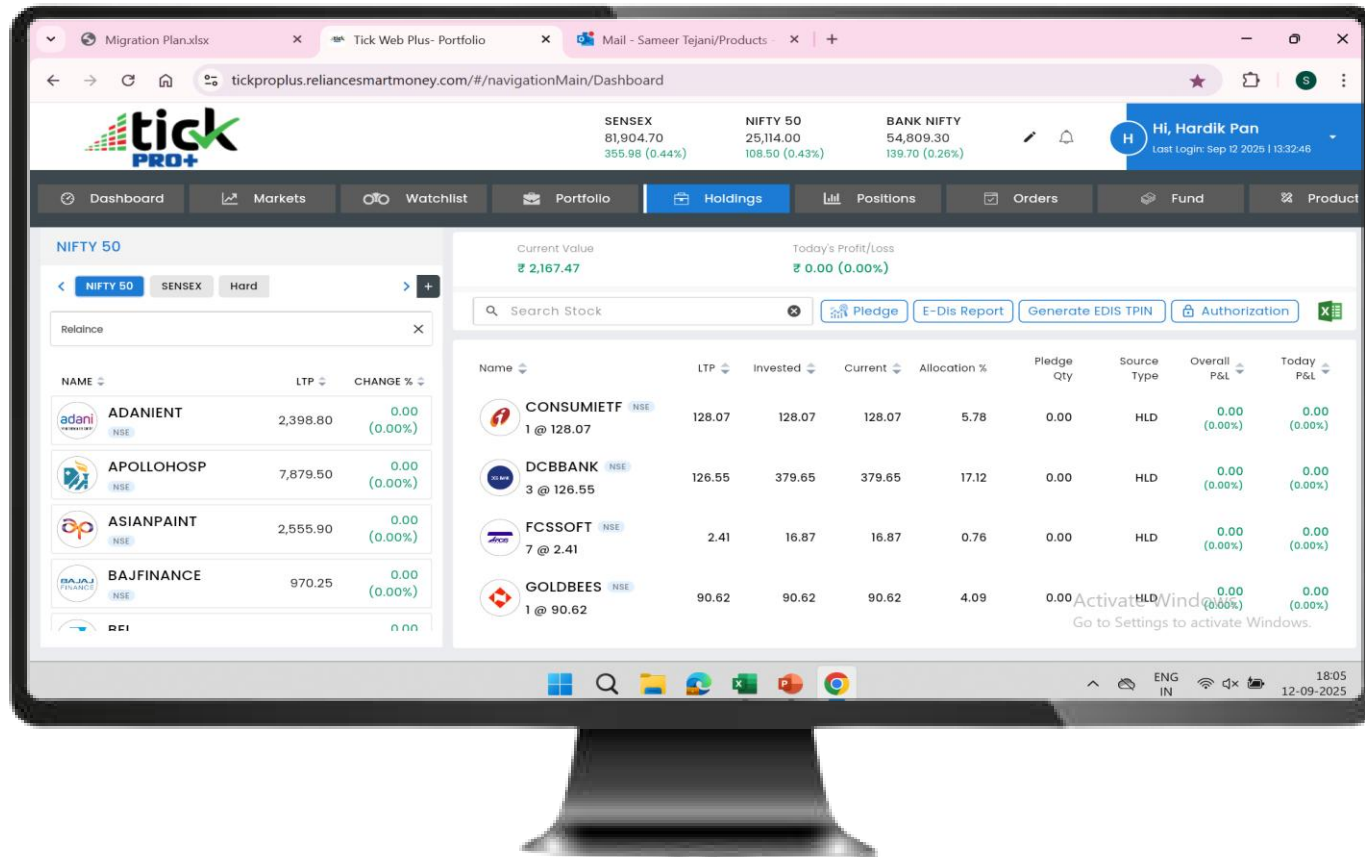 Migration Plan.xlsx
Tick Web Plus- Portfolio
Mail - Sameer Tejani/Products -
tickproplus.reliancesmartmoney.com/#/navigationMain/Dashboard
S
tick
PRO+
SENSEX
81,904.70
355.98 (0.44%)
NIFTY 50
25,114.00
108.50 (0.43%)
BANK NIFTY
54,809.30
139.70 (0.26%)
H
Hi, Hardik Pan
Last Login: Sep 12 2025 | 13:32:46
Dashboard Markets Watchlist Portfolio Holdings Positions Orders Fund Product
NIFTY 50
NIFTY 50 SENSEX Hard +
Relaince
NAME LTP CHANGE %
adani ADANIENT 2,398.80 0.00
NSE (0.00%)
APOLLOHOSP 7,879.50 0.00
NSE (0.00%)
ap ASIANPAINT 2,555.90 0.00
NSE (0.00%)
BAJAJ FINANCE BAJFINANCE 970.25 0.00
NSE (0.00%)
BEL 0.00
Current Value
₹ 2,167.47
Today's Profit/Loss
₹ 0.00 (0.00%)
Search Stock Pledge E-Dis Report Generate EDIS TPIN Authorization
Name LTP Invested Current Allocation % Pledge Qty Source Type Overall P&L Today P&L
CONSUMIETF NSE 128.07 128.07 128.07 5.78 0.00 HLD 0.00 (0.00%) 0.00 (0.00%)
1 @ 128.07
DCBBANK NSE 126.55 379.65 379.65 17.12 0.00 HLD 0.00 (0.00%) 0.00 (0.00%)
3 @ 126.55
FCSSOFT NSE 2.41 16.87 16.87 0.76 0.00 HLD 0.00 (0.00%) 0.00 (0.00%)
7 @ 2.41
GOLDBEES NSE 90.62 90.62 90.62 4.09 0.00 HLD 0.00 (0.00%) 0.00 (0.00%)
1 @ 90.62
Activate Windows
Go to Settings to activate Windows.
ENG
IN
18:05
12-09-2025